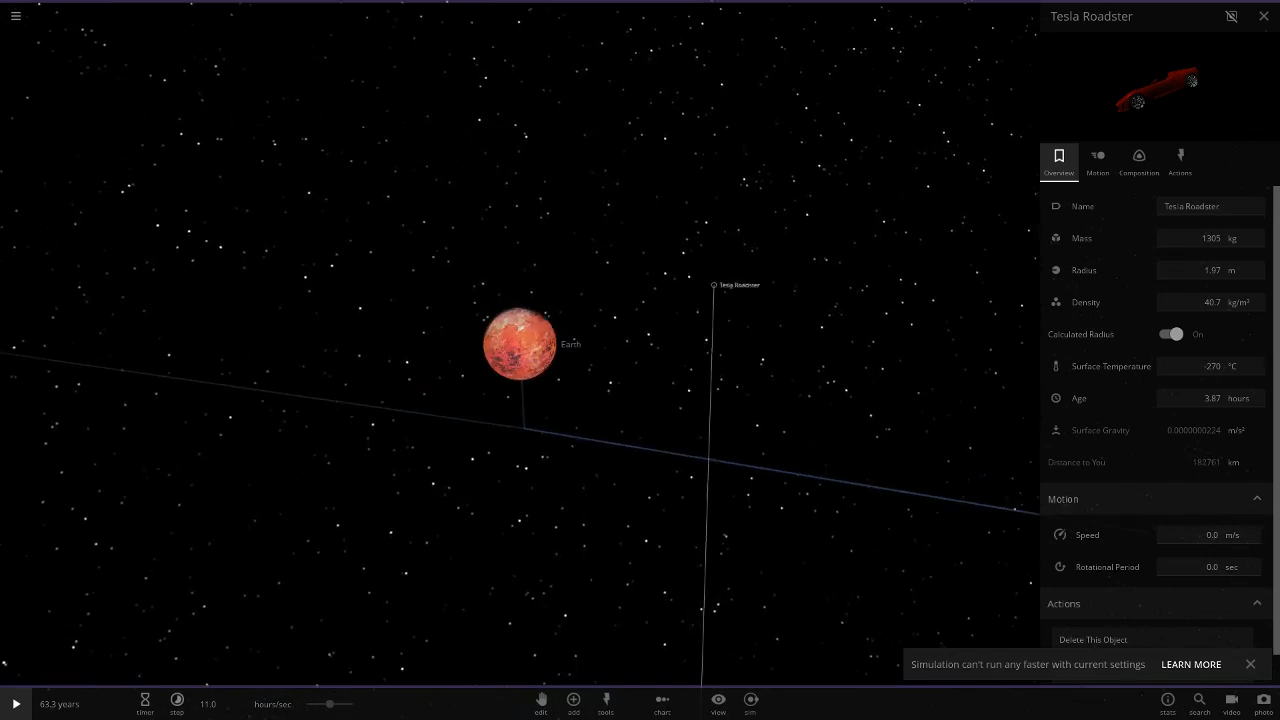 Tesla Roadster
Overview
Motion
Composition
Actions
Name
Tesla Roadster
Mass
1305 kg
Radius
1.97 m
Density
40.7 kg/m³
Calculated Radius
On
Surface Temperature
-270 °C
Age
3.87 hours
Surface Gravity
0.0000000224 m/s²
Distance to You
182761 km
Motion
Speed
0.0 m/s
Rotational Period
0.0 sec
Actions
Delete This Object
Tesla Roadster
Earth
Simulation can't run any faster with current settings LEARN MORE
63.3 years
timer
step
11.0 hours/sec
edit
add
tools
chart
view
sim
stats
search
video
photo